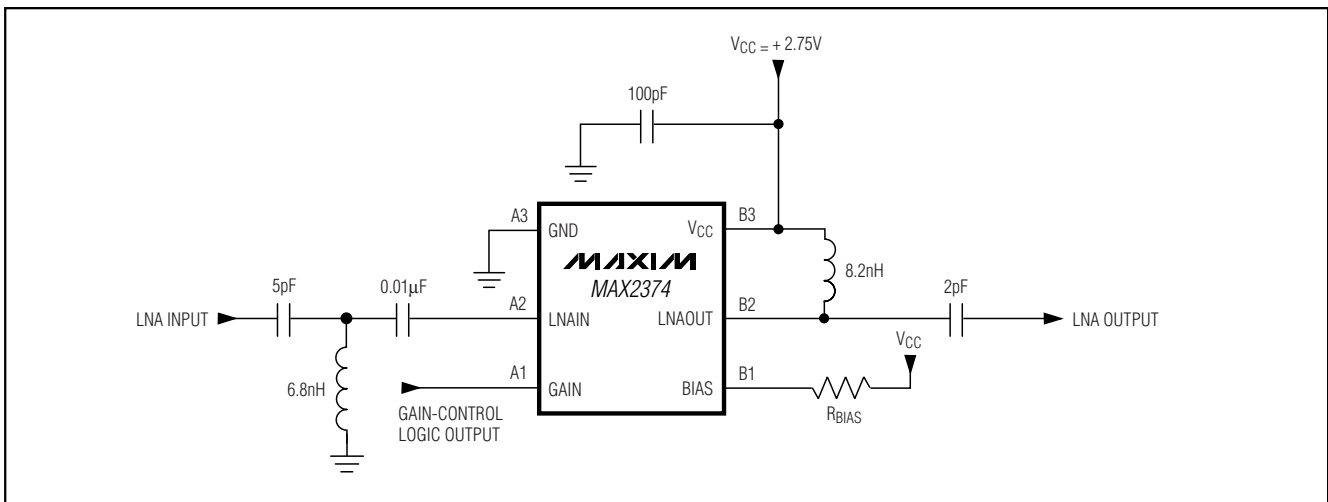 VCC = + 2.75V
100pF
A3
GND
VCC
B3
MAXIM
MAX2374
8.2nH
5pF
0.01μF
A2
LNAIN
LNAOUT
B2
2pF
LNA INPUT
LNA OUTPUT
VCC
6.8nH
A1
GAIN
BIAS
B1
RBIAS
GAIN-CONTROL
LOGIC OUTPUT